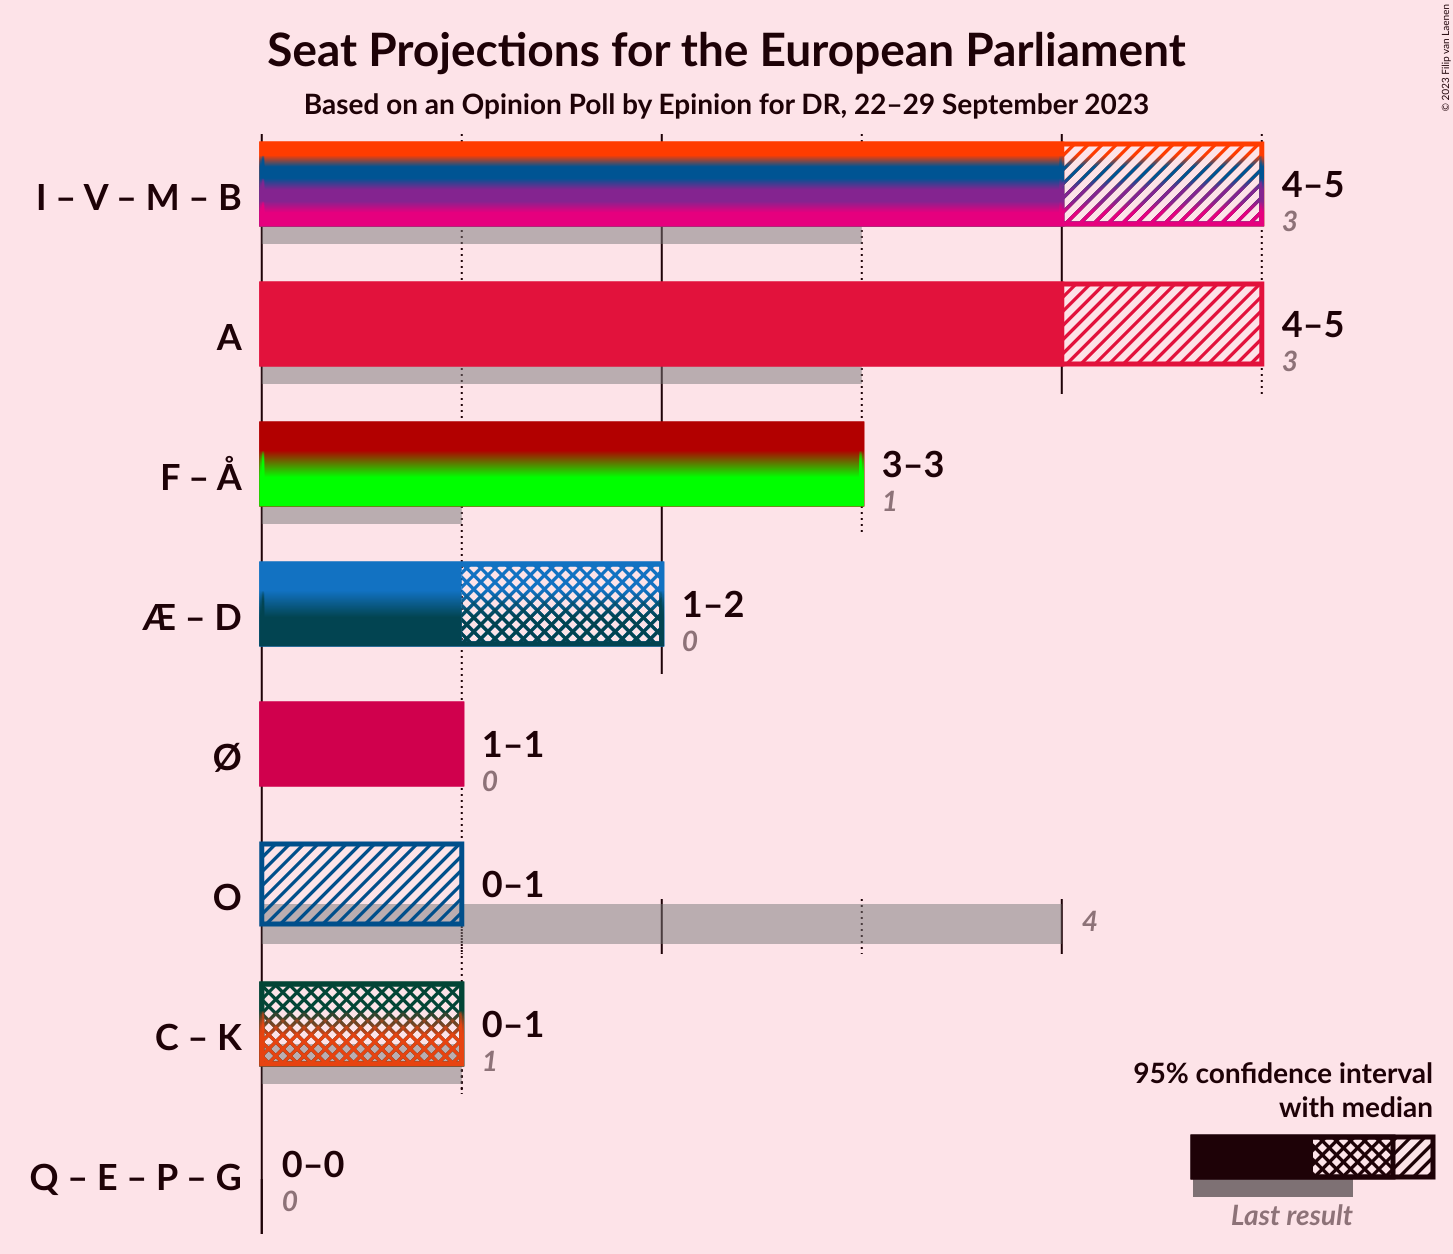 Seat Projections for the European Parliament
Based on an Opinion Poll by Epinion for DR, 22–29 September 2023
© 2023 Filip van Laenen
I – V – M – B
4–5
3
A
4–5
3
F – Å
3–3
1
Æ – D
1–2
0
Ø
1–1
0
O
0–1
4
C – K
0–1
1
Q – E – P – G
0–0
0
95% confidence interval
with median
Last result